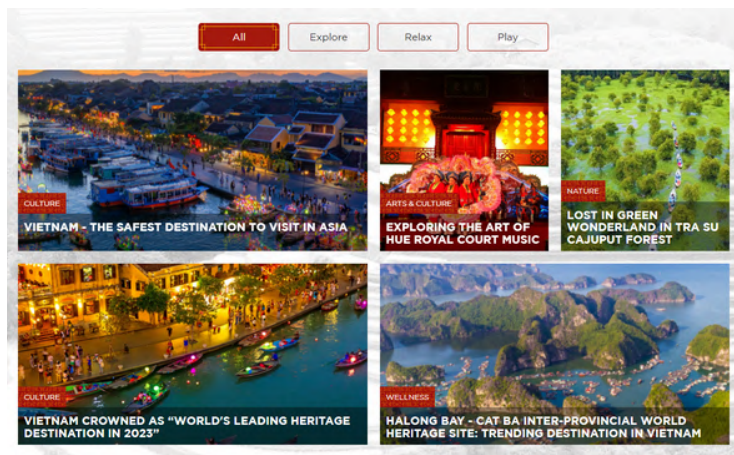 All
Explore
Relax
Play
CULTURE
VIETNAM - THE SAFEST DESTINATION TO VISIT IN ASIA
ARTS & CULTURE
EXPLORING THE ART OF
HUE ROYAL COURT MUSIC
NATURE
LOST IN GREEN
WONDERLAND IN TRA SU
CAJUPUT FOREST
CULTURE
VIETNAM CROWNED AS “WORLD'S LEADING HERITAGE
DESTINATION IN 2023”
WELLNESS
HALONG BAY - CAT BA INTER-PROVINCIAL WORLD
HERITAGE SITE: TRENDING DESTINATION IN VIETNAM